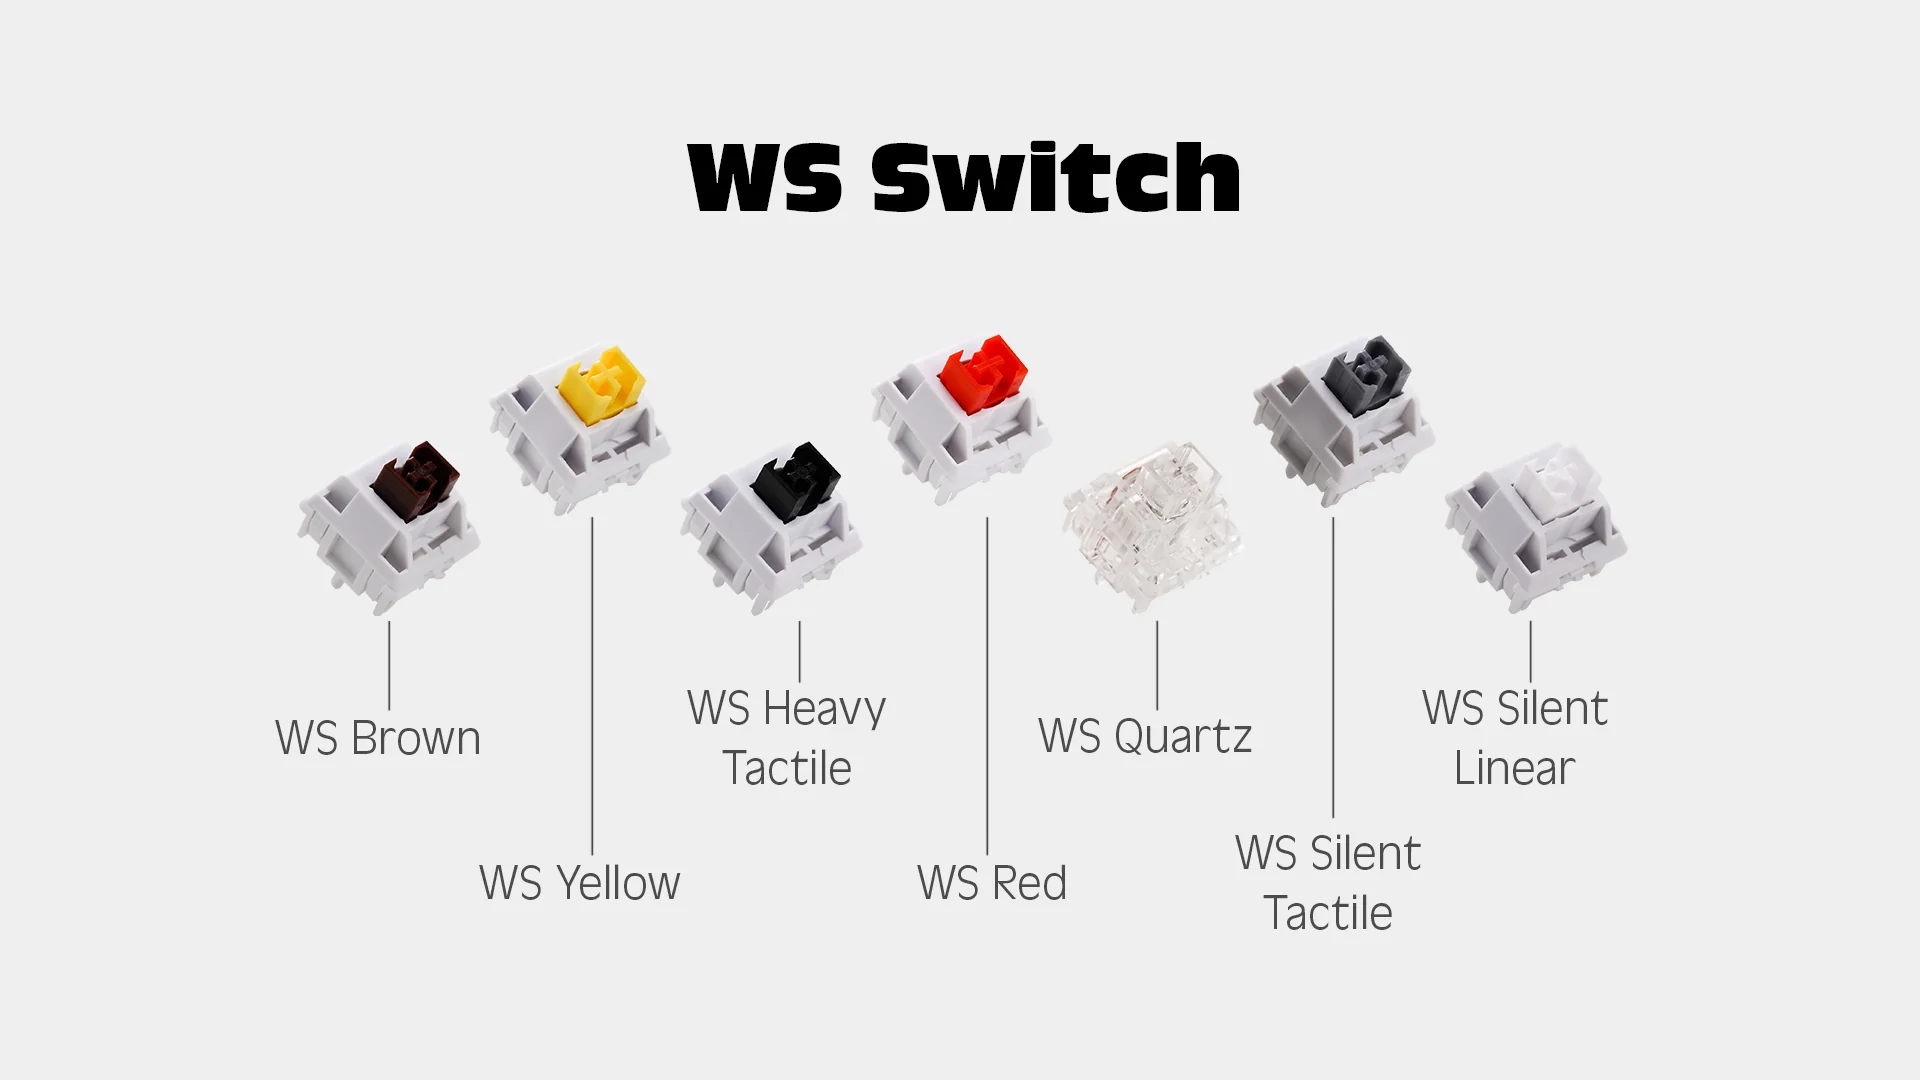 WS Switch
WS Brown
WS Yellow
WS Heavy
Tactile
WS Red
WS Quartz
WS Silent
Tactile
WS Silent
Linear